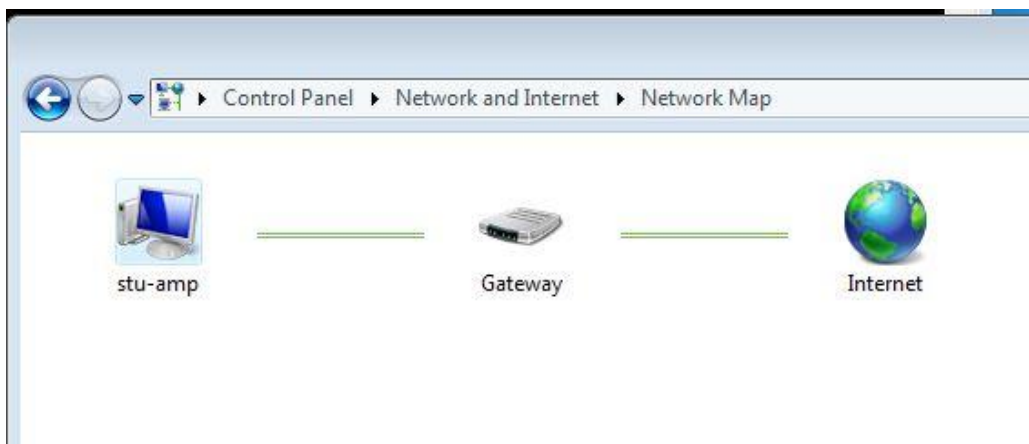 Control Panel Network and Internet Network Map
stu-amp Gateway Internet